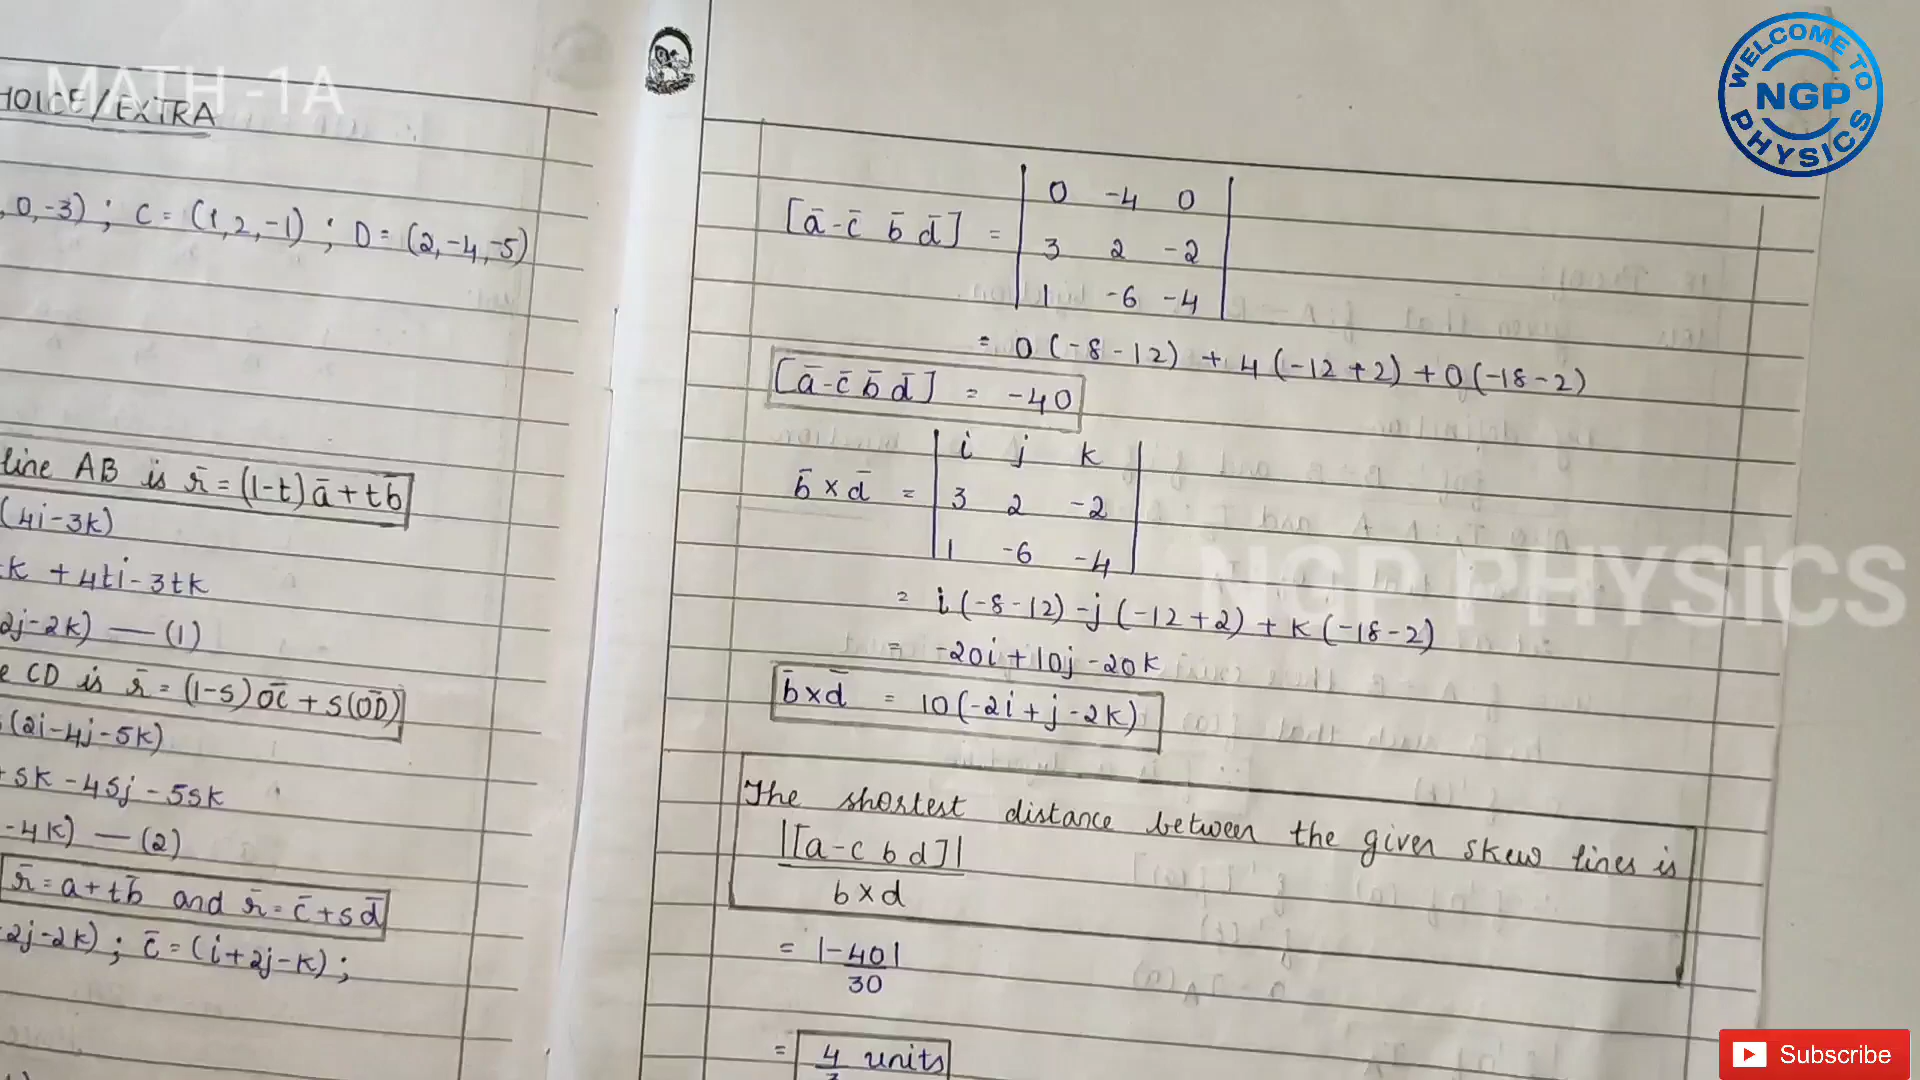 MATH -1A
HOICE/EXTRA
, 0,-3) ; C = (1, 2, -1) ; D = (2, -4, -5)
line AB is r̄ = (1-t) ā + t b̄
(4i-3k)
k + 4ti - 3tk
2j-2k) — (1)
e CD is r̄ = (1-s) OC̄ + s(OD̄)
(2i-4j-5k)
+ sk - 4sj - 5sk
-4k) — (2)
r̄ = a + t b̄ and r̄ = c̄ + s d̄
2j-2k) ; c̄ = (i+2j-k) ;
[ā-c̄ b̄ d̄] = | 0 -4 0 |
| 3 2 -2 |
| 1 -6 -4 |
= 0 (-8-12) + 4 (-12+2) + 0 (-18-2)
[ā-c̄ b̄ d̄] = -40
b̄ × d̄ = | i j k |
| 3 2 -2 |
| 1 -6 -4 |
= i (-8-12) - j (-12+2) + k (-18-2)
= -20i + 10j - 20k
b̄×d̄ = 10(-2i + j - 2k)
The shortest distance between the given skew lines is
|[a-c b d]|
b×d
= |-40|
30
= 4 units
3
NGP PHYSICS
WELCOME TO
NGP
PHYSICS
Subscribe